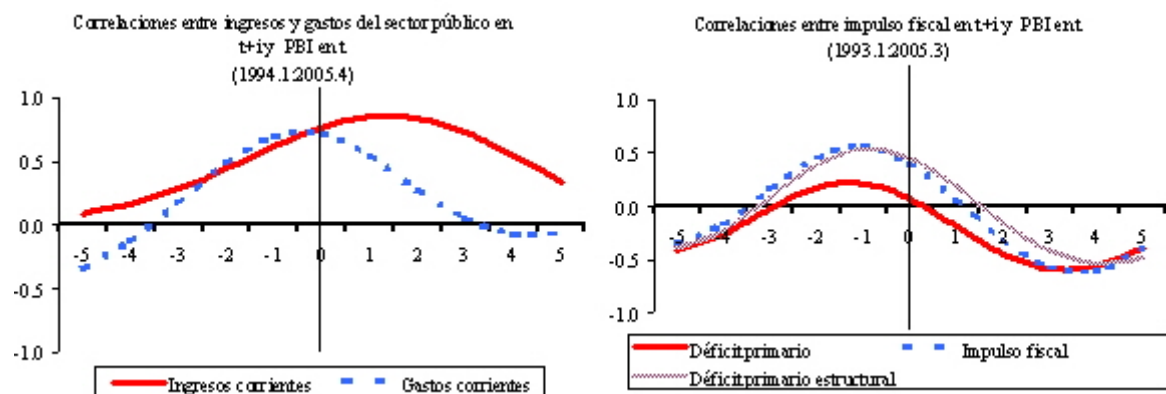 Correlaciones entre ingresos y gastos del sector público en
t+i y PBI en t
(1994.1:2005.4)
1.0
0.5
0.0
-0.5
-1.0
-5 -4 -3 -2 -1 0 1 2 3 4 5
Ingresos corrientes Gastos corrientes
Correlaciones entre impulso fiscal en t+i y PBI en t
(1993.1:2005.3)
1.0
0.5
0.0
-0.5
-1.0
-5 -4 -3 -2 -1 0 1 2 3 4 5
Déficit primario Impulso fiscal
Déficit primario estructural